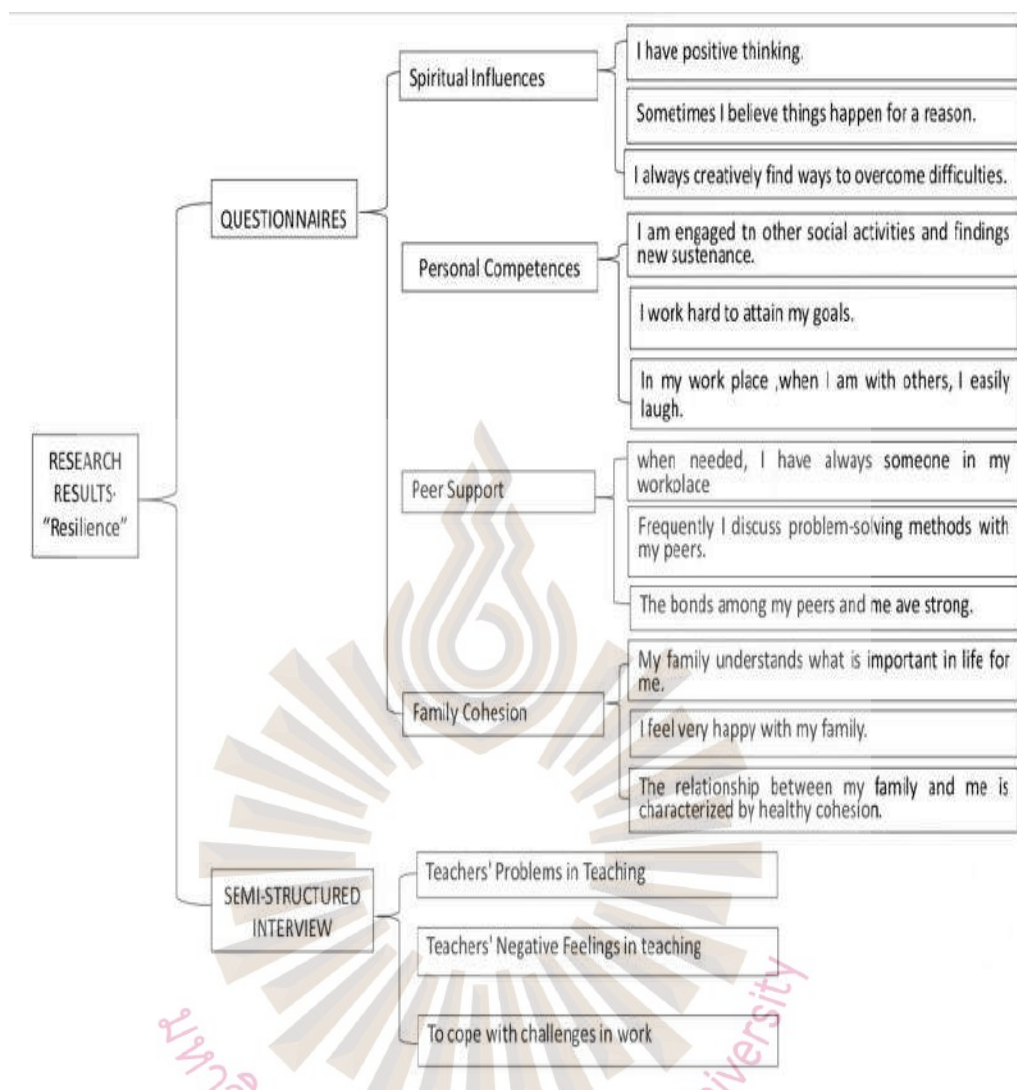 Spiritual Influences
I have positive thinking.
Sometimes I believe things happen for a reason.
I always creatively find ways to overcome difficulties.
QUESTIONNAIRES
Personal Competences
I am engaged tn other social activities and findings
new sustenance.
I work hard to attain my goals.
In my work place ,when I am with others, I easily
laugh.
RESEARCH
RESULTS-
“Resilience”
Peer Support
when needed, I have always someone in my
workolace
Frequently I discuss problem-solving methods with
my peers.
The bonds among my peers and me ave strong.
Family Cohesion
My family understands what is important in life for
me.
I feel very happy with my family.
The relationship between my family and me is
characterized by healthy cohesion.
SEMI-STRUCTURED
INTERVIEW
Teachers' Problems in Teaching
Teachers' Negative Feelings in teaching
To cope with challenges in work